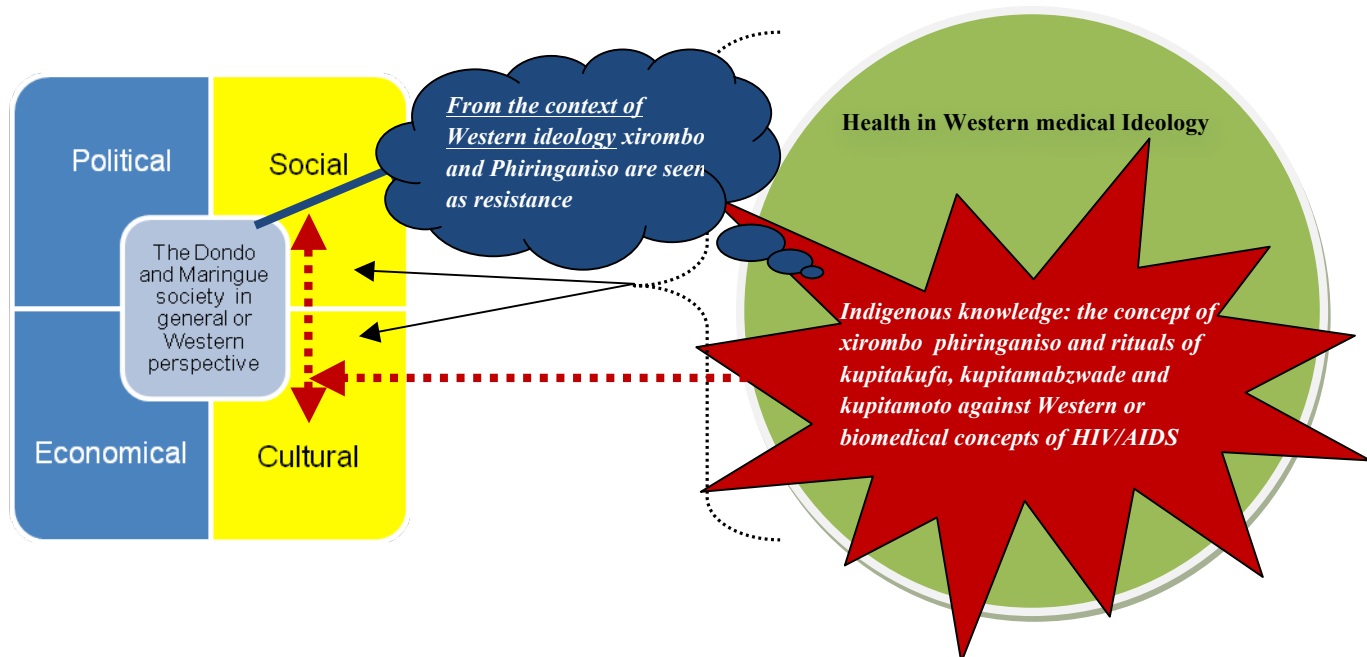 Political
Social
The Dondo
and Maringue
society in
general or
Western
perspective
Economical
Cultural
From the context of
Western ideology xirombo
and Phiringaniso are seen
as resistance
Health in Western medical Ideology
Indigenous knowledge: the concept of
xirombo phiringaniso and rituals of
kupitakufa, kupitamabzwade and
kupitamoto against Western or
biomedical concepts of HIV/AIDS